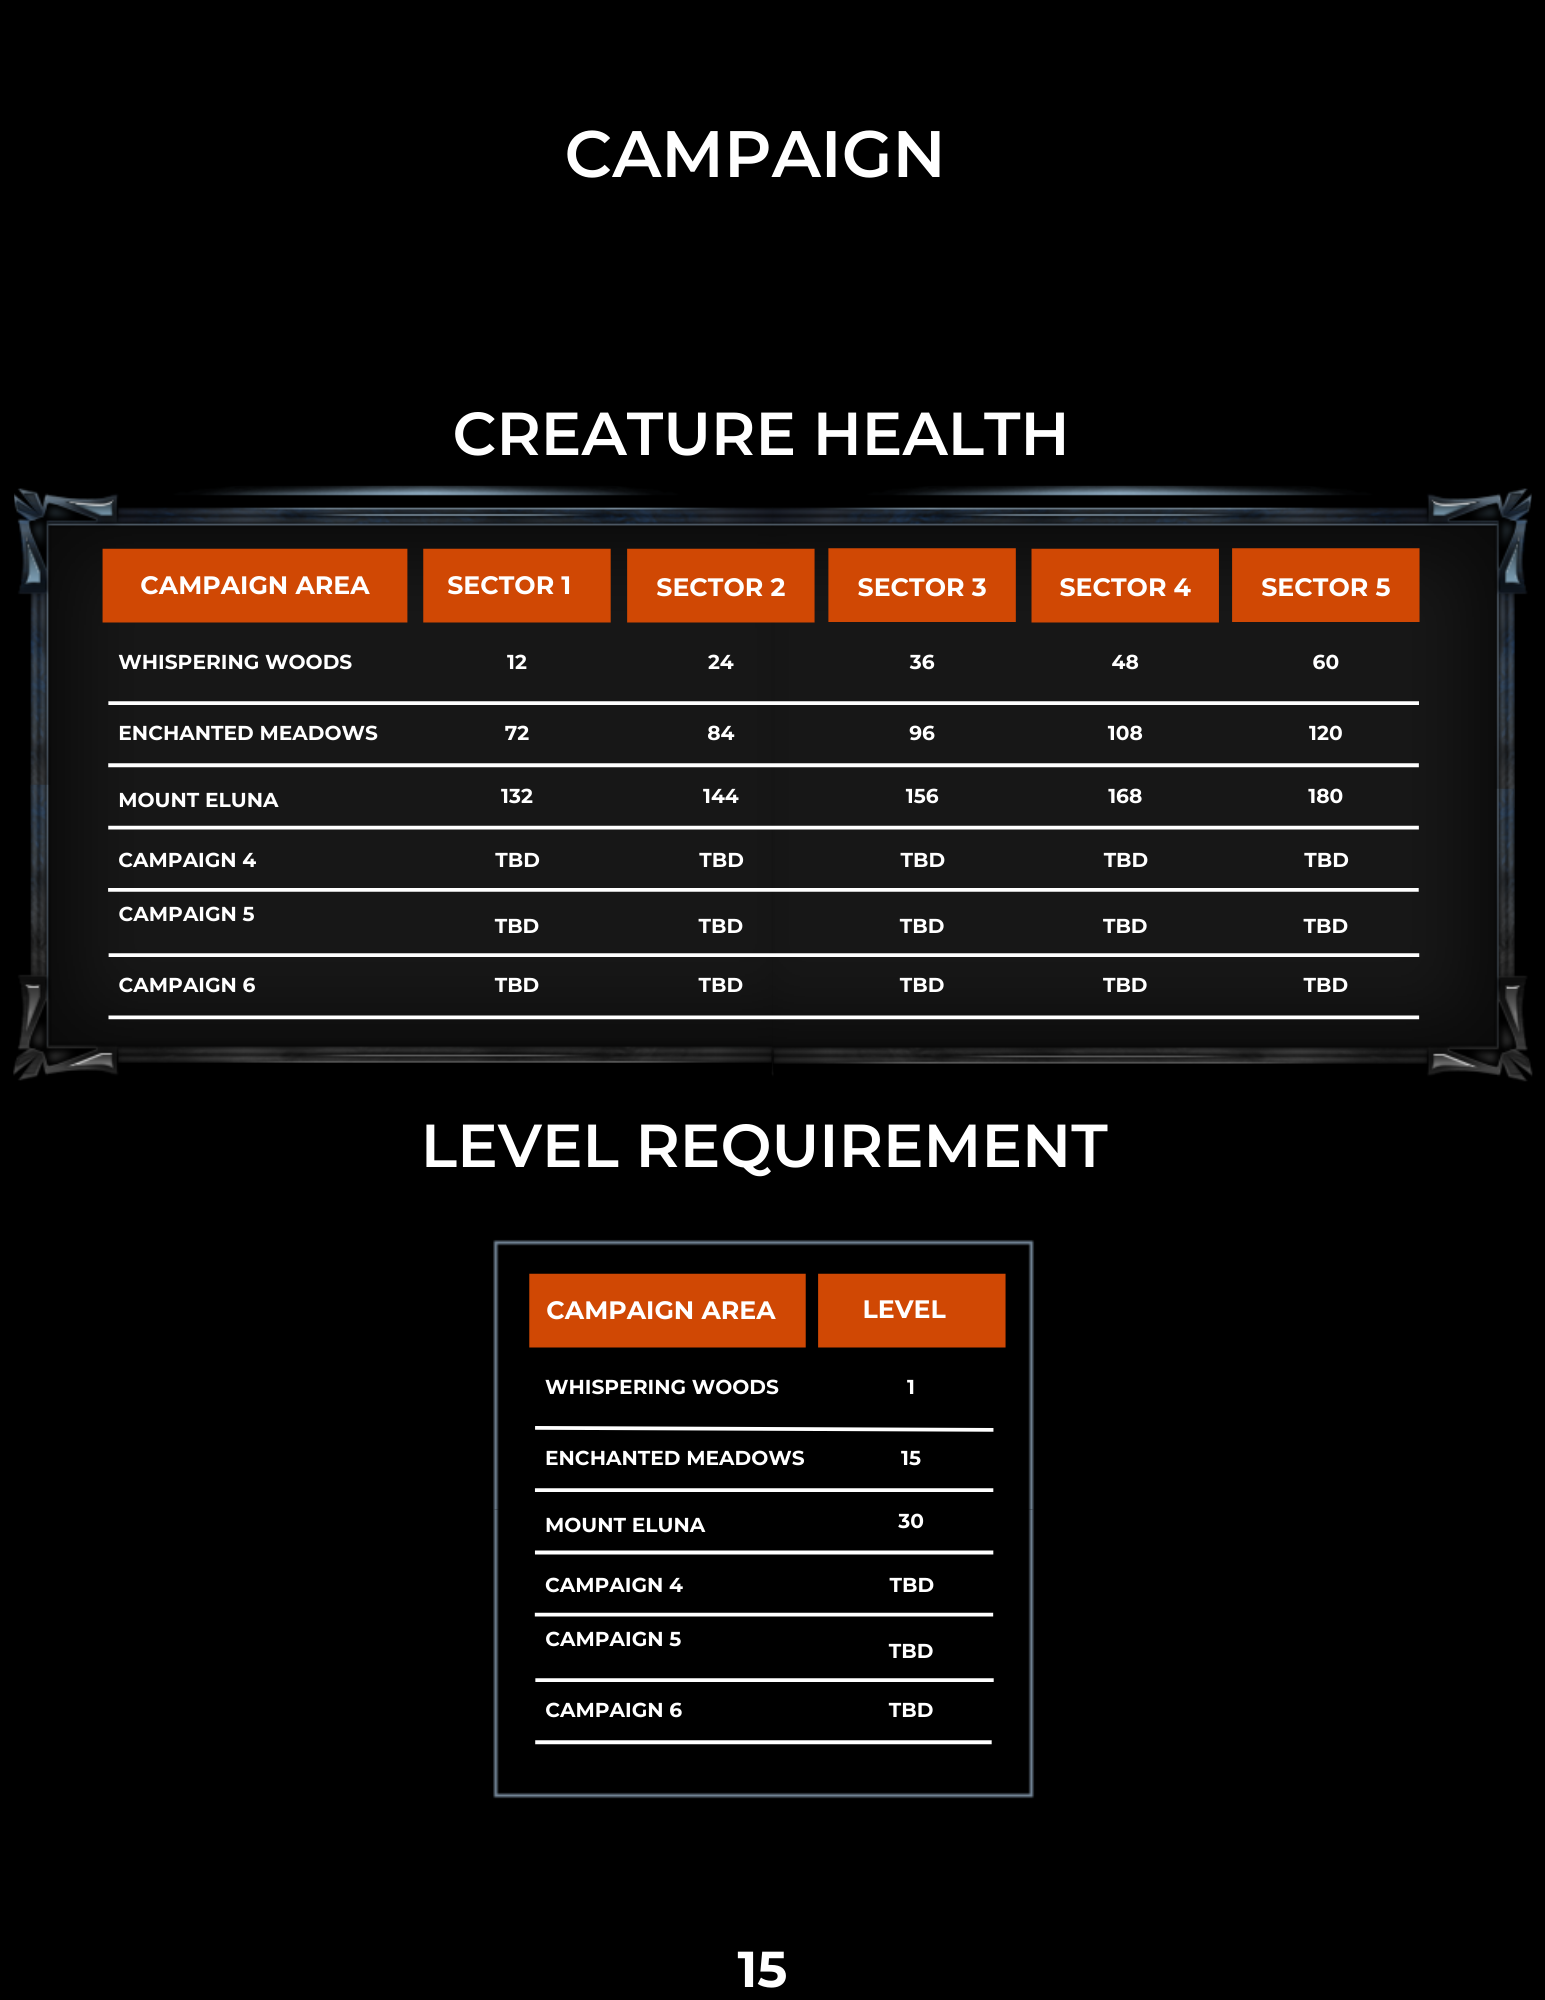 CAMPAIGN
CREATURE HEALTH
CAMPAIGN AREA SECTOR 1 SECTOR 2 SECTOR 3 SECTOR 4 SECTOR 5
WHISPERING WOODS 12 24 36 48 60
ENCHANTED MEADOWS 72 84 96 108 120
MOUNT ELUNA 132 144 156 168 180
CAMPAIGN 4 TBD TBD TBD TBD TBD
CAMPAIGN 5 TBD TBD TBD TBD TBD
CAMPAIGN 6 TBD TBD TBD TBD TBD
LEVEL REQUIREMENT
CAMPAIGN AREA LEVEL
WHISPERING WOODS 1
ENCHANTED MEADOWS 15
MOUNT ELUNA 30
CAMPAIGN 4 TBD
CAMPAIGN 5 TBD
CAMPAIGN 6 TBD
15